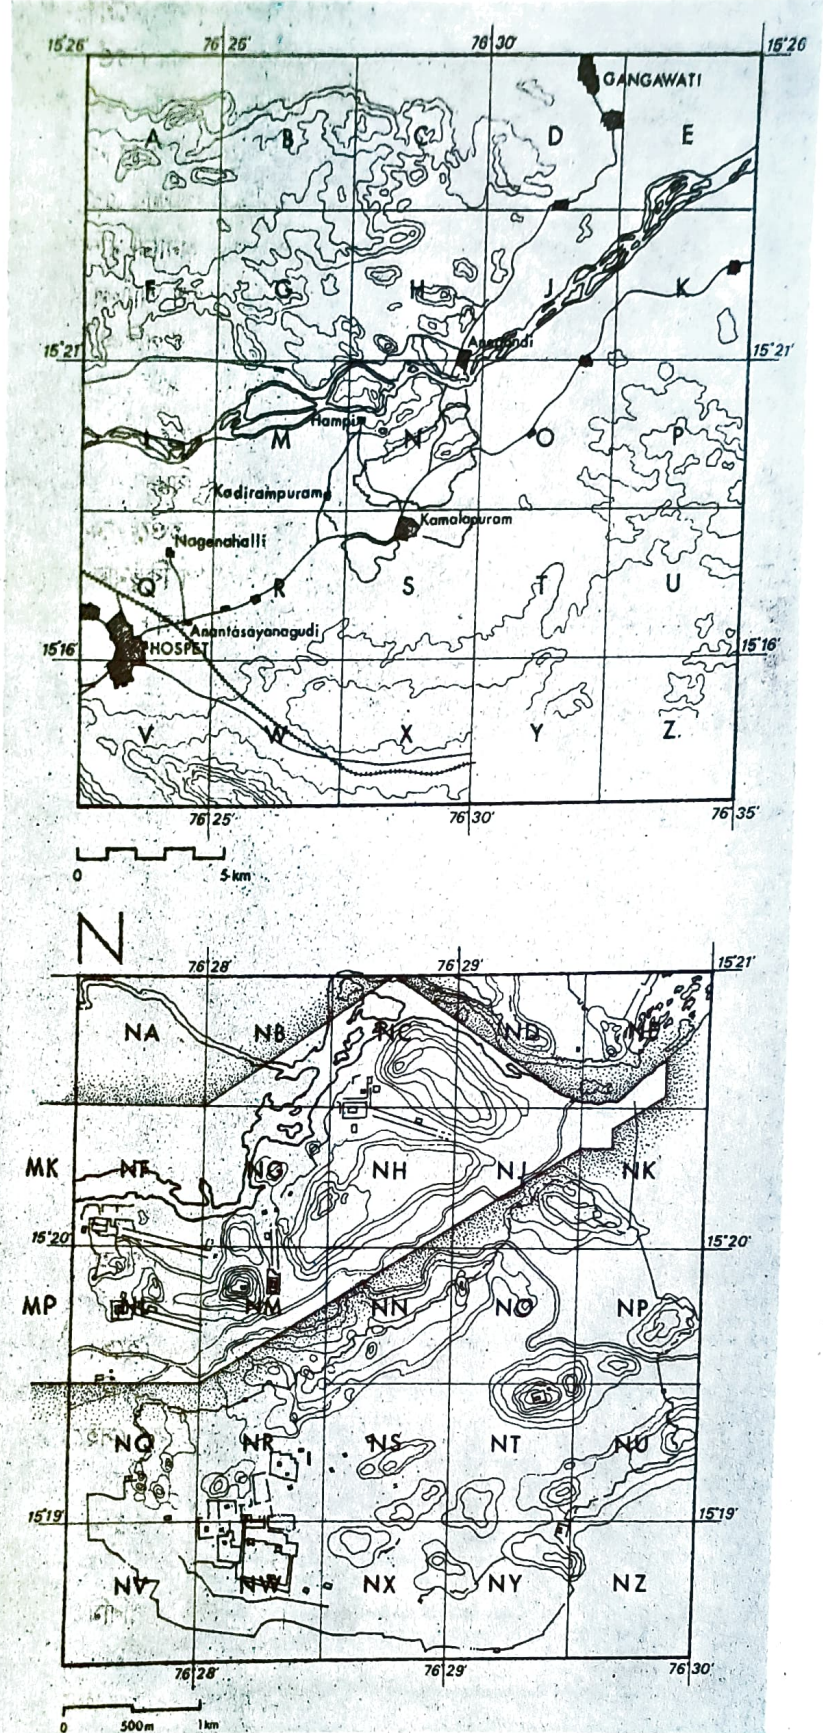 15°26' 76°25' 76°30' 15°26
GANGAWATI
A B C D E
F G H J K
Anegondi
15°21' 15°21'
Hampi
L M N O P
Kadirampuram
Kamalapuram
Nagenahalli
Q R S T U
Anantasayanagudi
HOSPET
15°16' 15°16'
V W X Y Z
76°25' 76°30' 76°35'
0 5 km
N
76°28' 76°29' 15°21'
NA NB NC ND NE
MK NF NG NH NJ NK
15°20' 15°20'
MP NL NM NN NO NP
NQ NR NS NT NU
15°19' 15°19'
NV NW NX NY NZ
76°28' 76°29' 76°30'
0 500m 1km